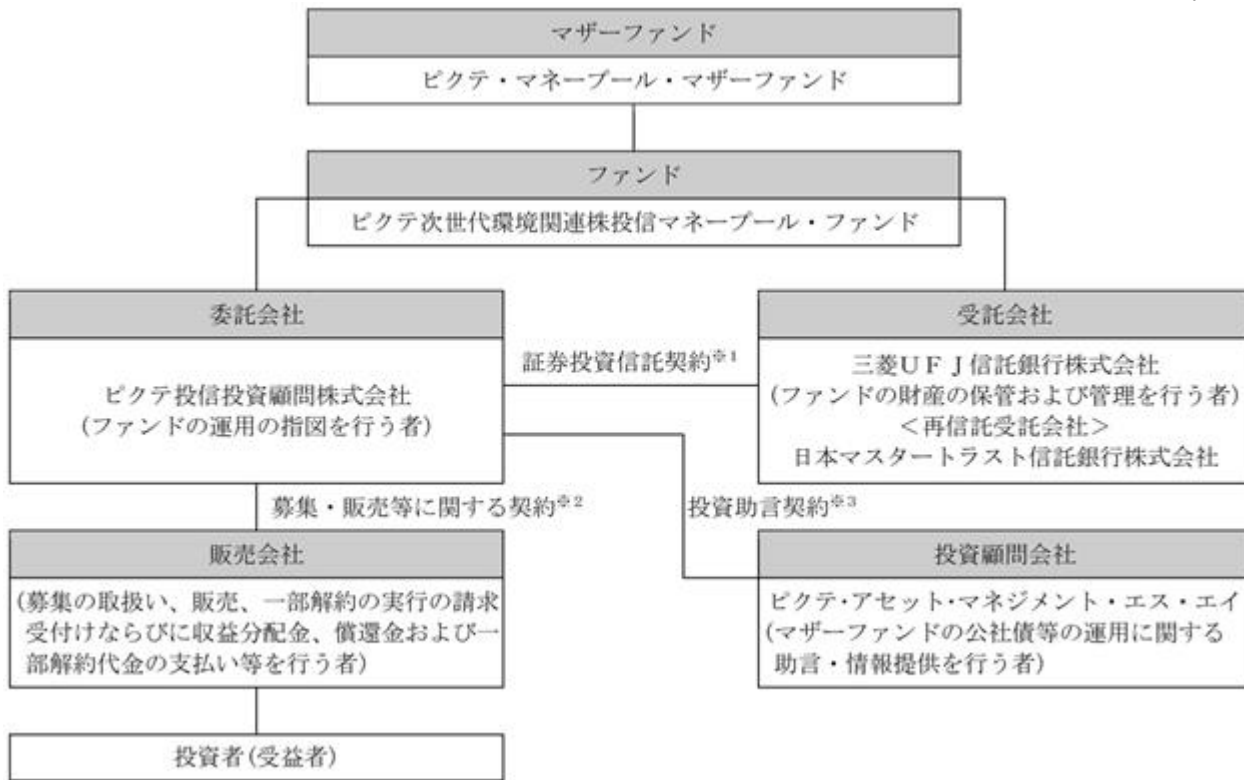 マザーファンド
ピクテ・マネープール・マザーファンド
ファンド
ピクテ次世代環境関連株投信マネープール・ファンド
委託会社
ピクテ投信投資顧問株式会社
(ファンドの運用の指図を行う者)
証券投資信託契約※1
受託会社
三菱UFJ信託銀行株式会社
(ファンドの財産の保管および管理を行う者)
<再信託受託会社>
日本マスタートラスト信託銀行株式会社
募集・販売等に関する契約※2
投資助言契約※3
販売会社
(募集の取扱い、販売、一部解約の実行の請求
受付けならびに収益分配金、償還金および一
部解約代金の支払い等を行う者)
投資顧問会社
ピクテ・アセット・マネジメント・エス・エイ
(マザーファンドの公社債等の運用に関する
助言・情報提供を行う者)
投資者(受益者)